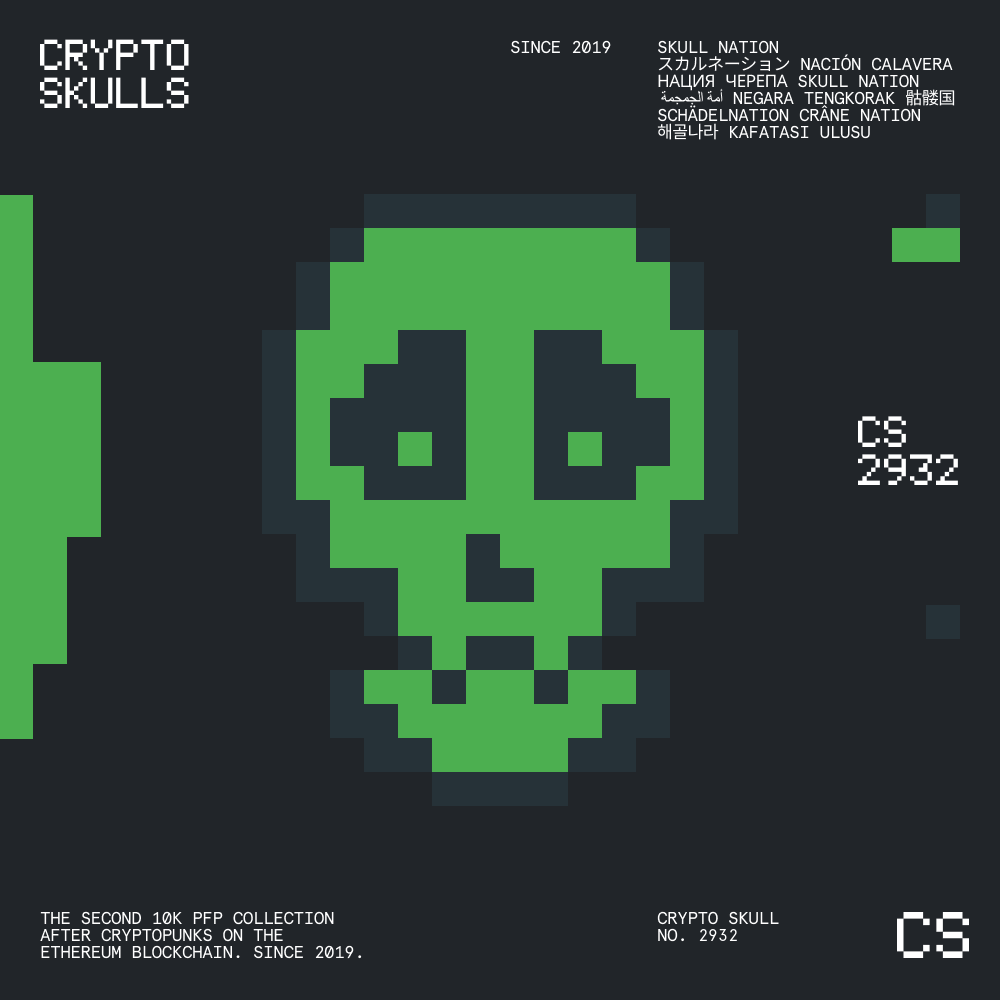 CRYPTO
SKULLS
SINCE 2019
SKULL NATION
スカルネーション NACIÓN CALAVERA
НАЦИЯ ЧЕРЕПА SKULL NATION
أمة الجمجمة NEGARA TENGKORAK 骷髅国
SCHÄDELNATION CRÂNE NATION
해골나라 KAFATASI ULUSU
CS
2932
THE SECOND 10K PFP COLLECTION
AFTER CRYPTOPUNKS ON THE
ETHEREUM BLOCKCHAIN. SINCE 2019.
CRYPTO SKULL
NO. 2932
CS